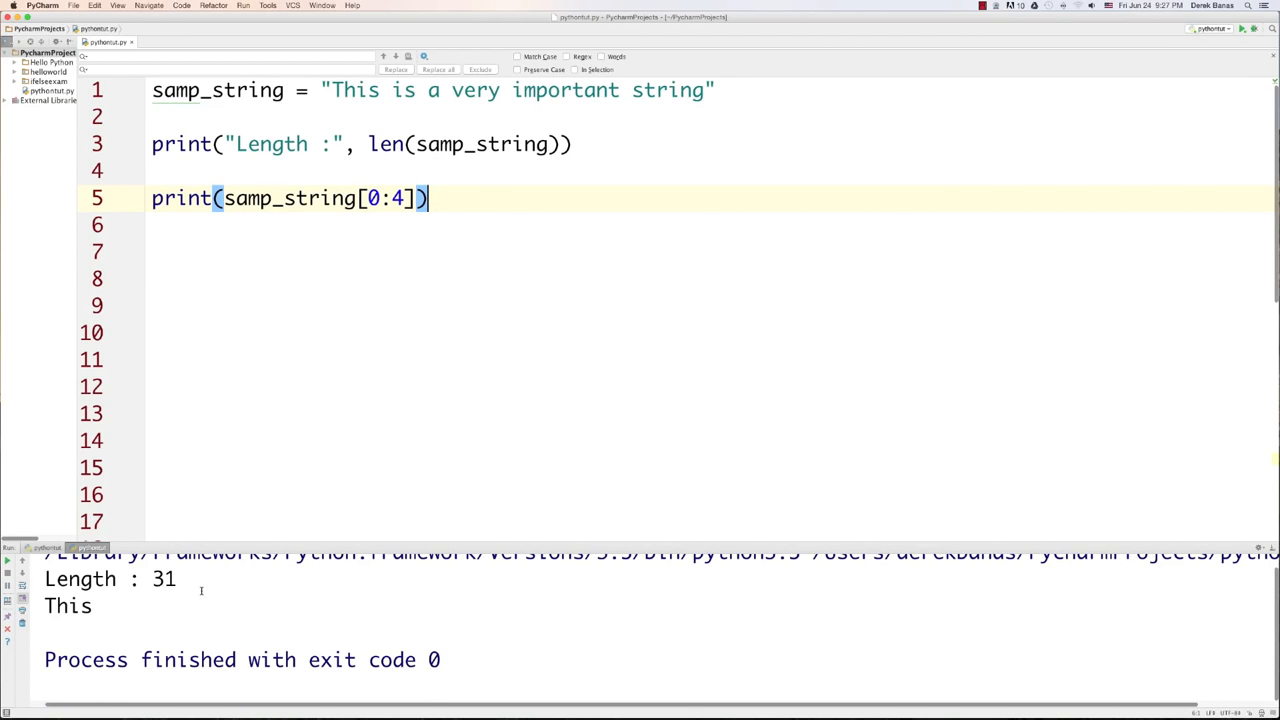 PyCharm File Edit View Navigate Code Refactor Run Tools VCS Window Help Fri Jun 24 9:27 PM Derek Banas
pythontut.py - PycharmProjects - [~/PycharmProjects]
PycharmProjects pythontut.py pythontut
pythontut.py
Match Case Regex Words
Replace Replace all Exclude Preserve Case In Selection
PycharmProject
Hello Python
helloworld
ifelseexam
pythontut.py
External Librarie
1 samp_string = "This is a very important string"
2
3 print("Length :", len(samp_string))
4
5 print(samp_string[0:4])
6
7
8
9
10
11
12
13
14
15
16
17
Run: pythontut pythontut
/Library/Frameworks/Python.framework/Versions/3.5/bin/python3.5 /Users/derekbanas/PycharmProjects/pytho
Length : 31
This
Process finished with exit code 0
6:1 LF÷ UTF-8÷